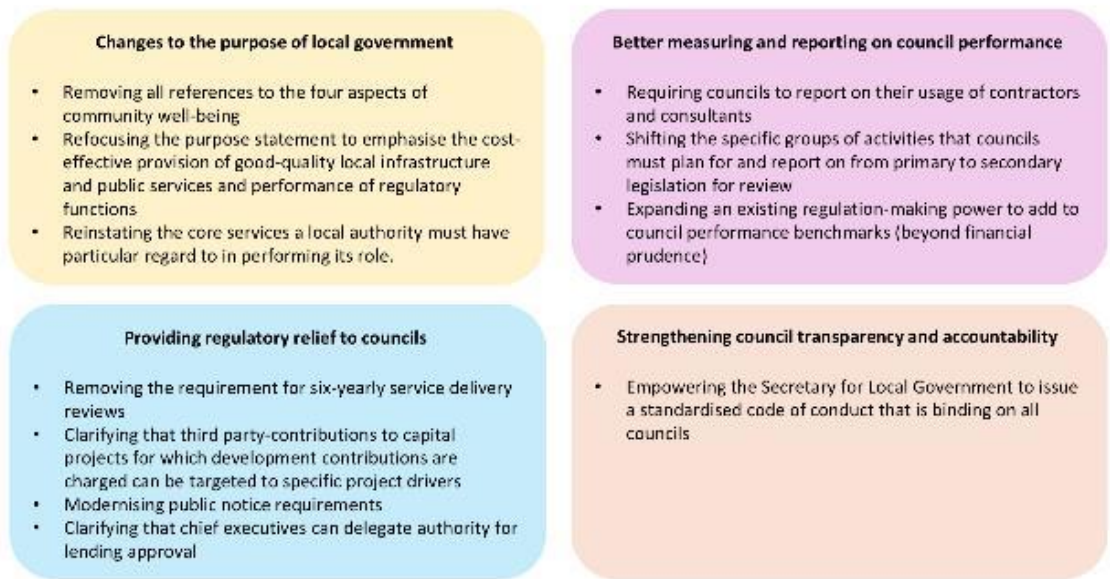 Changes to the purpose of local government
• Removing all references to the four aspects of
community well-being
• Refocusing the purpose statement to emphasise the cost-
effective provision of good-quality local infrastructure
and public services and performance of regulatory
functions
• Reinstating the core services a local authority must have
particular regard to in performing its role.
Better measuring and reporting on council performance
• Requiring councils to report on their usage of contractors
and consultants
• Shifting the specific groups of activities that councils
must plan for and report on from primary to secondary
legislation for review
• Expanding an existing regulation-making power to add to
council performance benchmarks (beyond financial
prudence)
Providing regulatory relief to councils
• Removing the requirement for six-yearly service delivery
reviews
• Clarifying that third party-contributions to capital
projects for which development contributions are
charged can be targeted to specific project drivers
• Modernising public notice requirements
• Clarifying that chief executives can delegate authority for
lending approval
Strengthening council transparency and accountability
• Empowering the Secretary for Local Government to issue
a standardised code of conduct that is binding on all
councils